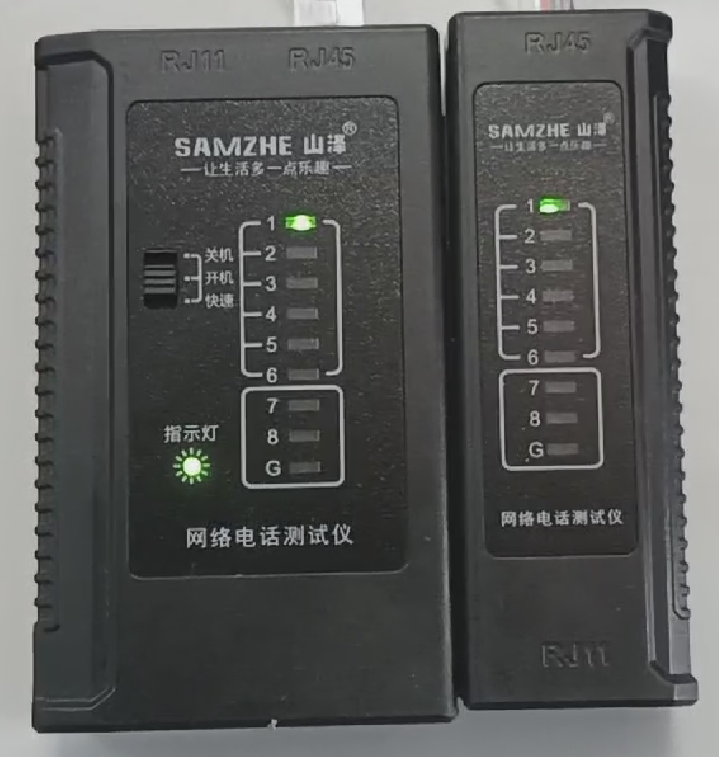 RJ11 RJ45
SAMZHE 山泽®
让生活多一点乐趣
关机
开机
快速
1
2
3
4
5
6
7
8
G
指示灯
网络电话测试仪
RJ45
SAMZHE 山泽®
让生活多一点乐趣
1
2
3
4
5
6
7
8
G
网络电话测试仪
RJ11